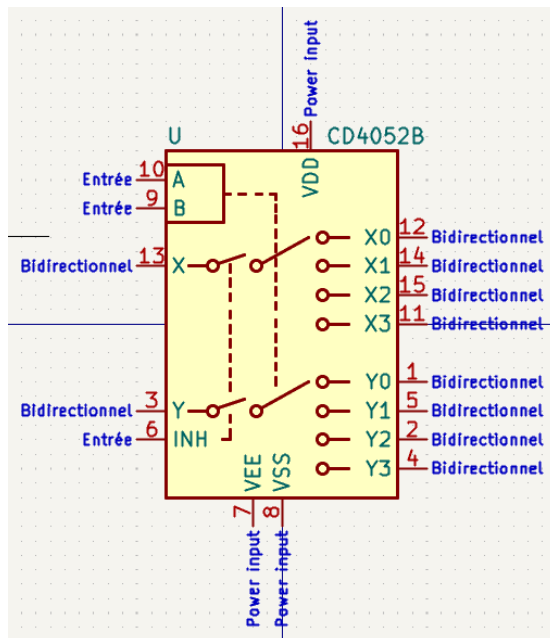 Power input
U
16
CD4052B
VDD
Entrée 10 A
Entrée 9 B
X0 12 Bidirectionnel
Bidirectionnel 13 X
X1 14 Bidirectionnel
X2 15 Bidirectionnel
X3 11 Bidirectionnel
Y0 1 Bidirectionnel
Bidirectionnel 3 Y
Y1 5 Bidirectionnel
Entrée 6 INH
Y2 2 Bidirectionnel
Y3 4 Bidirectionnel
VEE
VSS
7
8
Power input
Power input